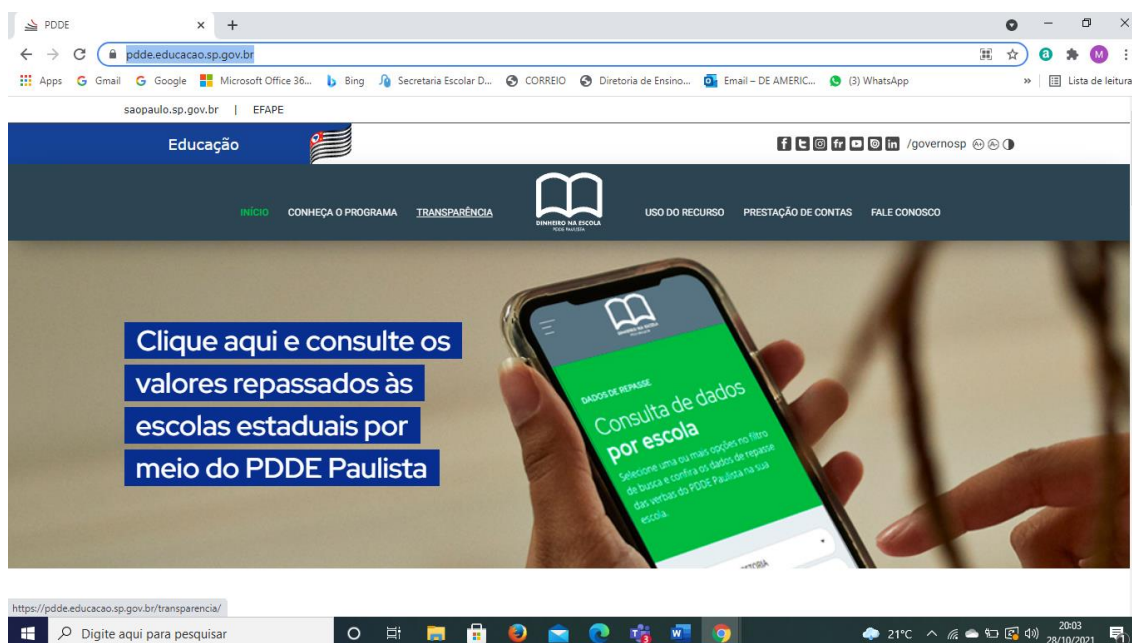 PDDE
pdde.educacao.sp.gov.br
M
Apps Gmail Google Microsoft Office 36... Bing Secretaria Escolar D... CORREIO Diretoria de Ensino... Email – DE AMERIC... (3) WhatsApp » Lista de leitura
saopaulo.sp.gov.br | EFAPE
Educação
/governosp A+ A-
INÍCIO CONHEÇA O PROGRAMA TRANSPARÊNCIA DINHEIRO NA ESCOLA USO DO RECURSO PRESTAÇÃO DE CONTAS FALE CONOSCO
PDDE PAULISTA
Clique aqui e consulte os
valores repassados às
escolas estaduais por
meio do PDDE Paulista
DADOS DE REPASSE
Consulta de dados
por escola
Selecione uma ou mais opções no filtro
de busca e confira os dados de repasse
das verbas do PDDE Paulista na sua
escola.
https://pdde.educacao.sp.gov.br/transparencia/
Digite aqui para pesquisar
21°C
20:03
28/10/2021